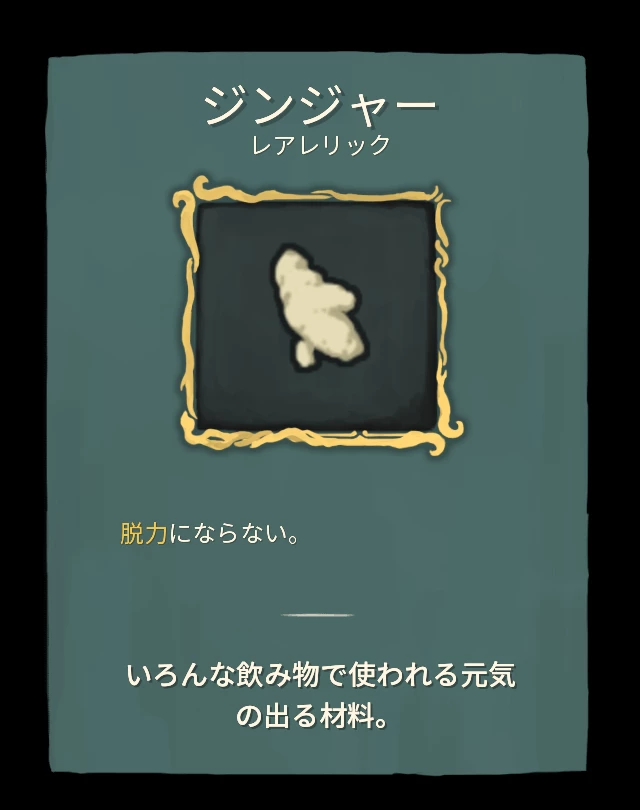 ジンジャー
レアレリック
脱力にならない。
いろんな飲み物で使われる元気
の出る材料。